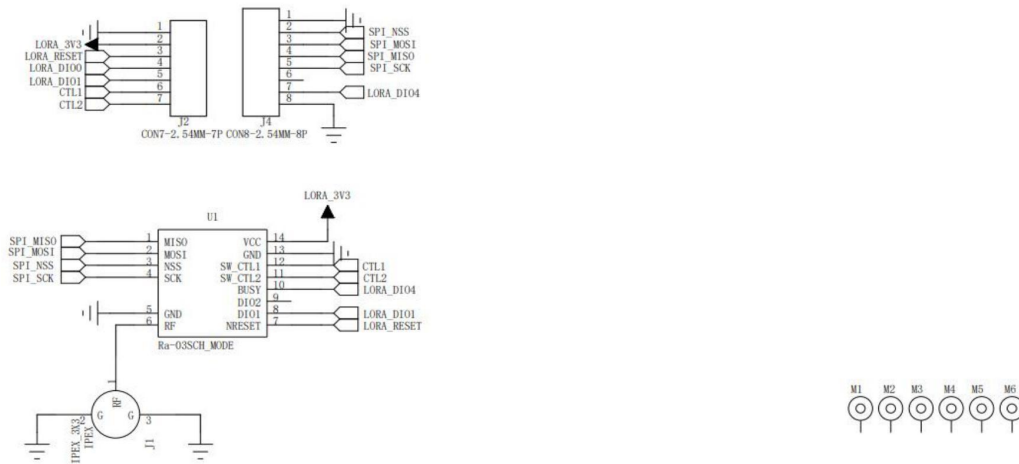 1
2
3
4
5
6
7
LORA_3V3
LORA_RESET
LORA_DIO0
LORA_DIO1
CTL1
CTL2
J2
CON7-2.54MM-7P
1
2
3
4
5
6
7
8
SPI_NSS
SPI_MOSI
SPI_MISO
SPI_SCK
LORA_DIO4
J4
CON8-2.54MM-8P
LORA_3V3
U1
SPI_MISO 1 MISO VCC 14
SPI_MOSI 2 MOSI GND 13
SPI_NSS 3 NSS SW_CTL1 12 CTL1
SPI_SCK 4 SCK SW_CTL2 11 CTL2
BUSY 10 LORA_DIO4
DIO2 9
5 GND DIO1 8 LORA_DIO1
6 RF NRESET 7 LORA_RESET
Ra-03SCH_MODE
1
RF
2 G G 3
IPEX_3X3
IPEX
J1
M1 M2 M3 M4 M5 M6